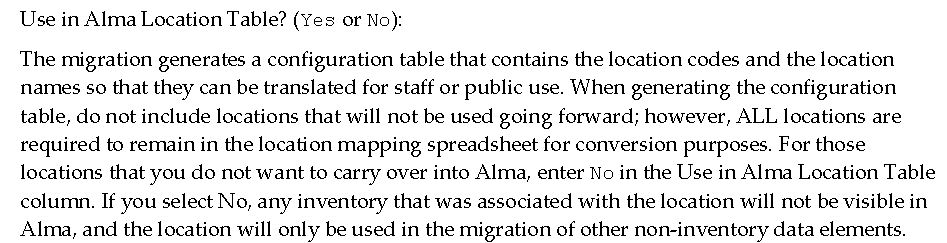 Use in Alma Location Table? (Yes or No):
The migration generates a configuration table that contains the location codes and the location
names so that they can be translated for staff or public use. When generating the configuration
table, do not include locations that will not be used going forward; however, ALL locations are
required to remain in the location mapping spreadsheet for conversion purposes. For those
locations that you do not want to carry over into Alma, enter No in the Use in Alma Location Table
column. If you select No, any inventory that was associated with the location will not be visible in
Alma, and the location will only be used in the migration of other non-inventory data elements.